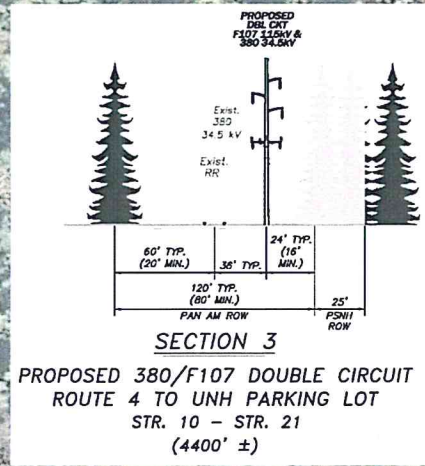 PROPOSED
DBL CKT
F107 115kV &
380 34.5kV
Exist.
380
34.5 kV
Exist.
RR
60' TYP.
(20' MIN.)
36' TYP.
24' TYP.
(16'
MIN.)
120' TYP.
(80' MIN.)
PAN AM ROW
25'
PSNH
ROW
SECTION 3
PROPOSED 380/F107 DOUBLE CIRCUIT
ROUTE 4 TO UNH PARKING LOT
STR. 10 - STR. 21
(4400' ±)